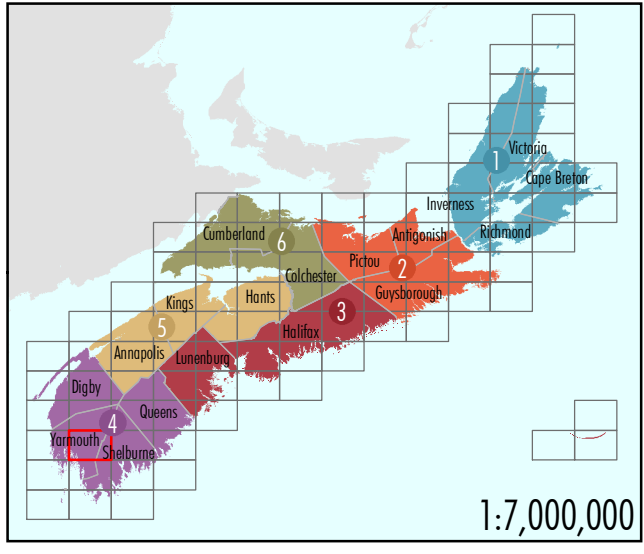 1
Victoria
Cape Breton
Inverness
Richmond
Cumberland
6
Antigonish
Pictou
2
Colchester
Guysborough
Kings
Hants
3
5
Halifax
Annapolis
Lunenburg
Digby
Queens
4
Yarmouth
Shelburne
1:7,000,000